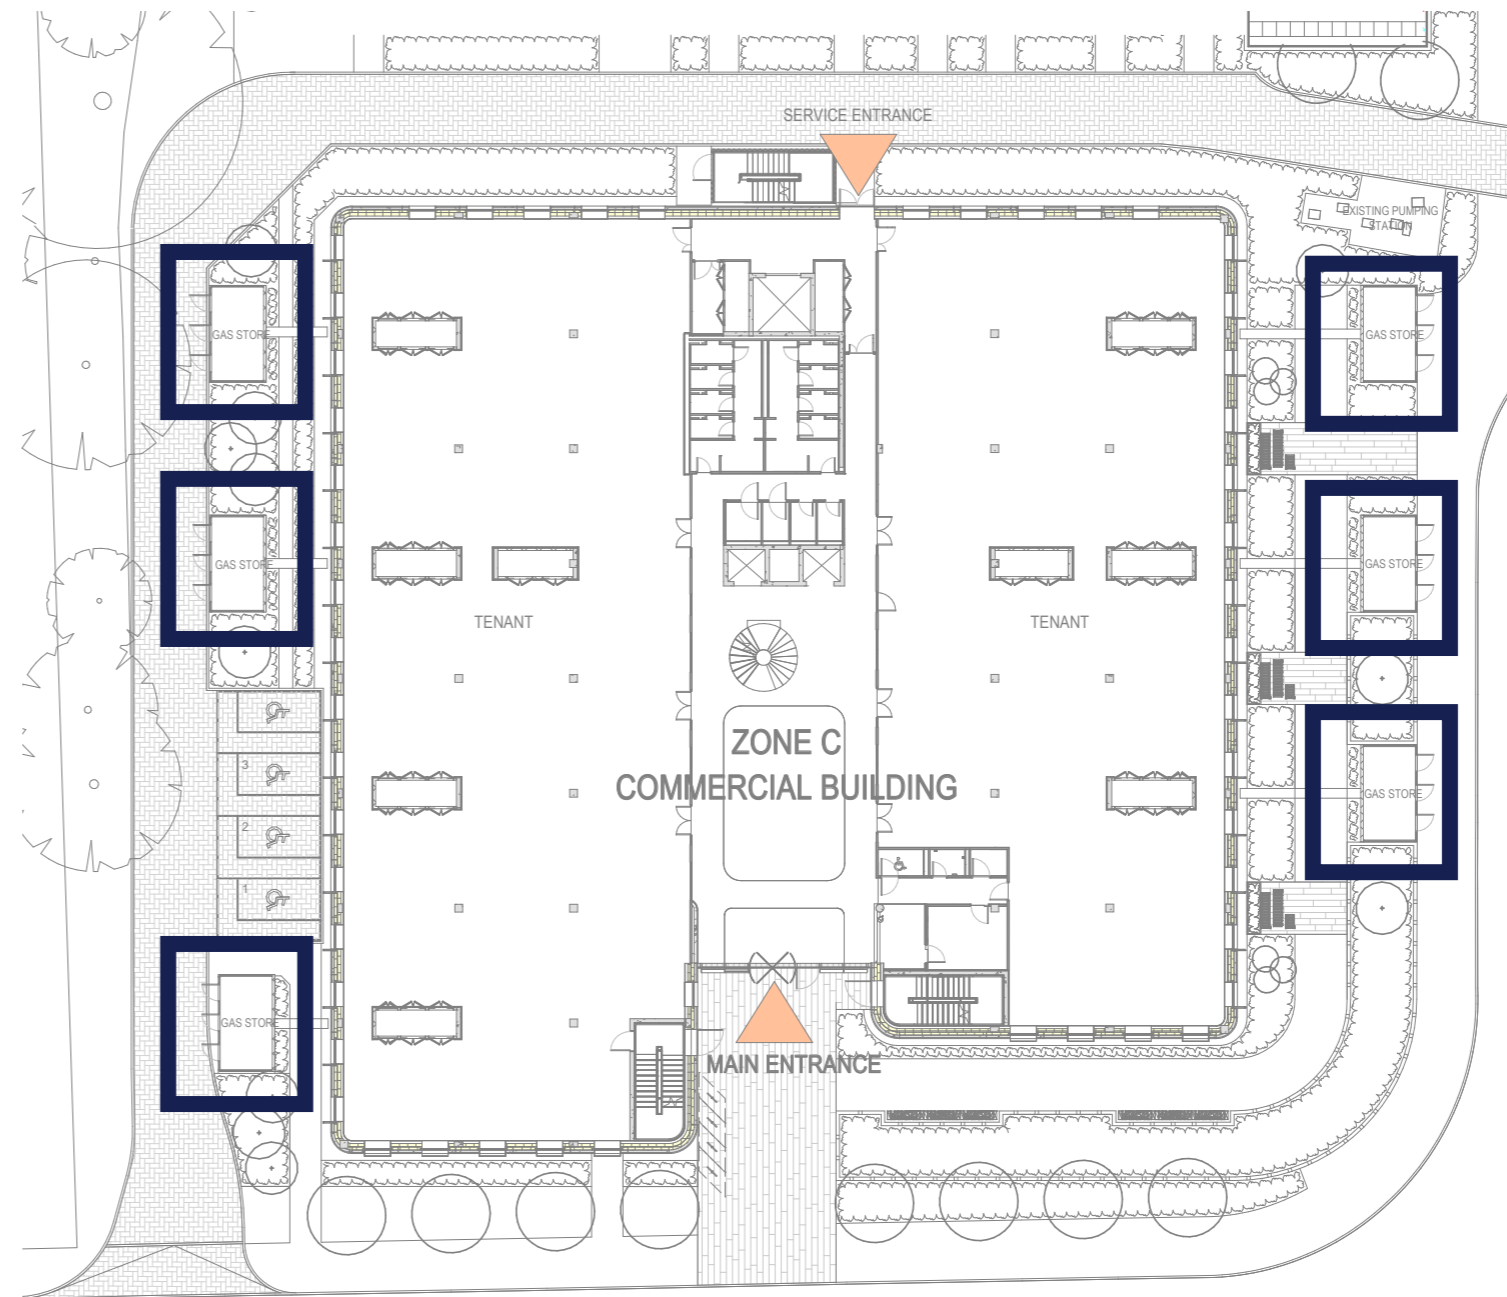 SERVICE ENTRANCE
EXISTING PUMPING
STATION
GAS STORE
GAS STORE
GAS STORE
GAS STORE
TENANT
TENANT
ZONE C
COMMERCIAL BUILDING
3
GAS STORE
2
1
GAS STORE
MAIN ENTRANCE